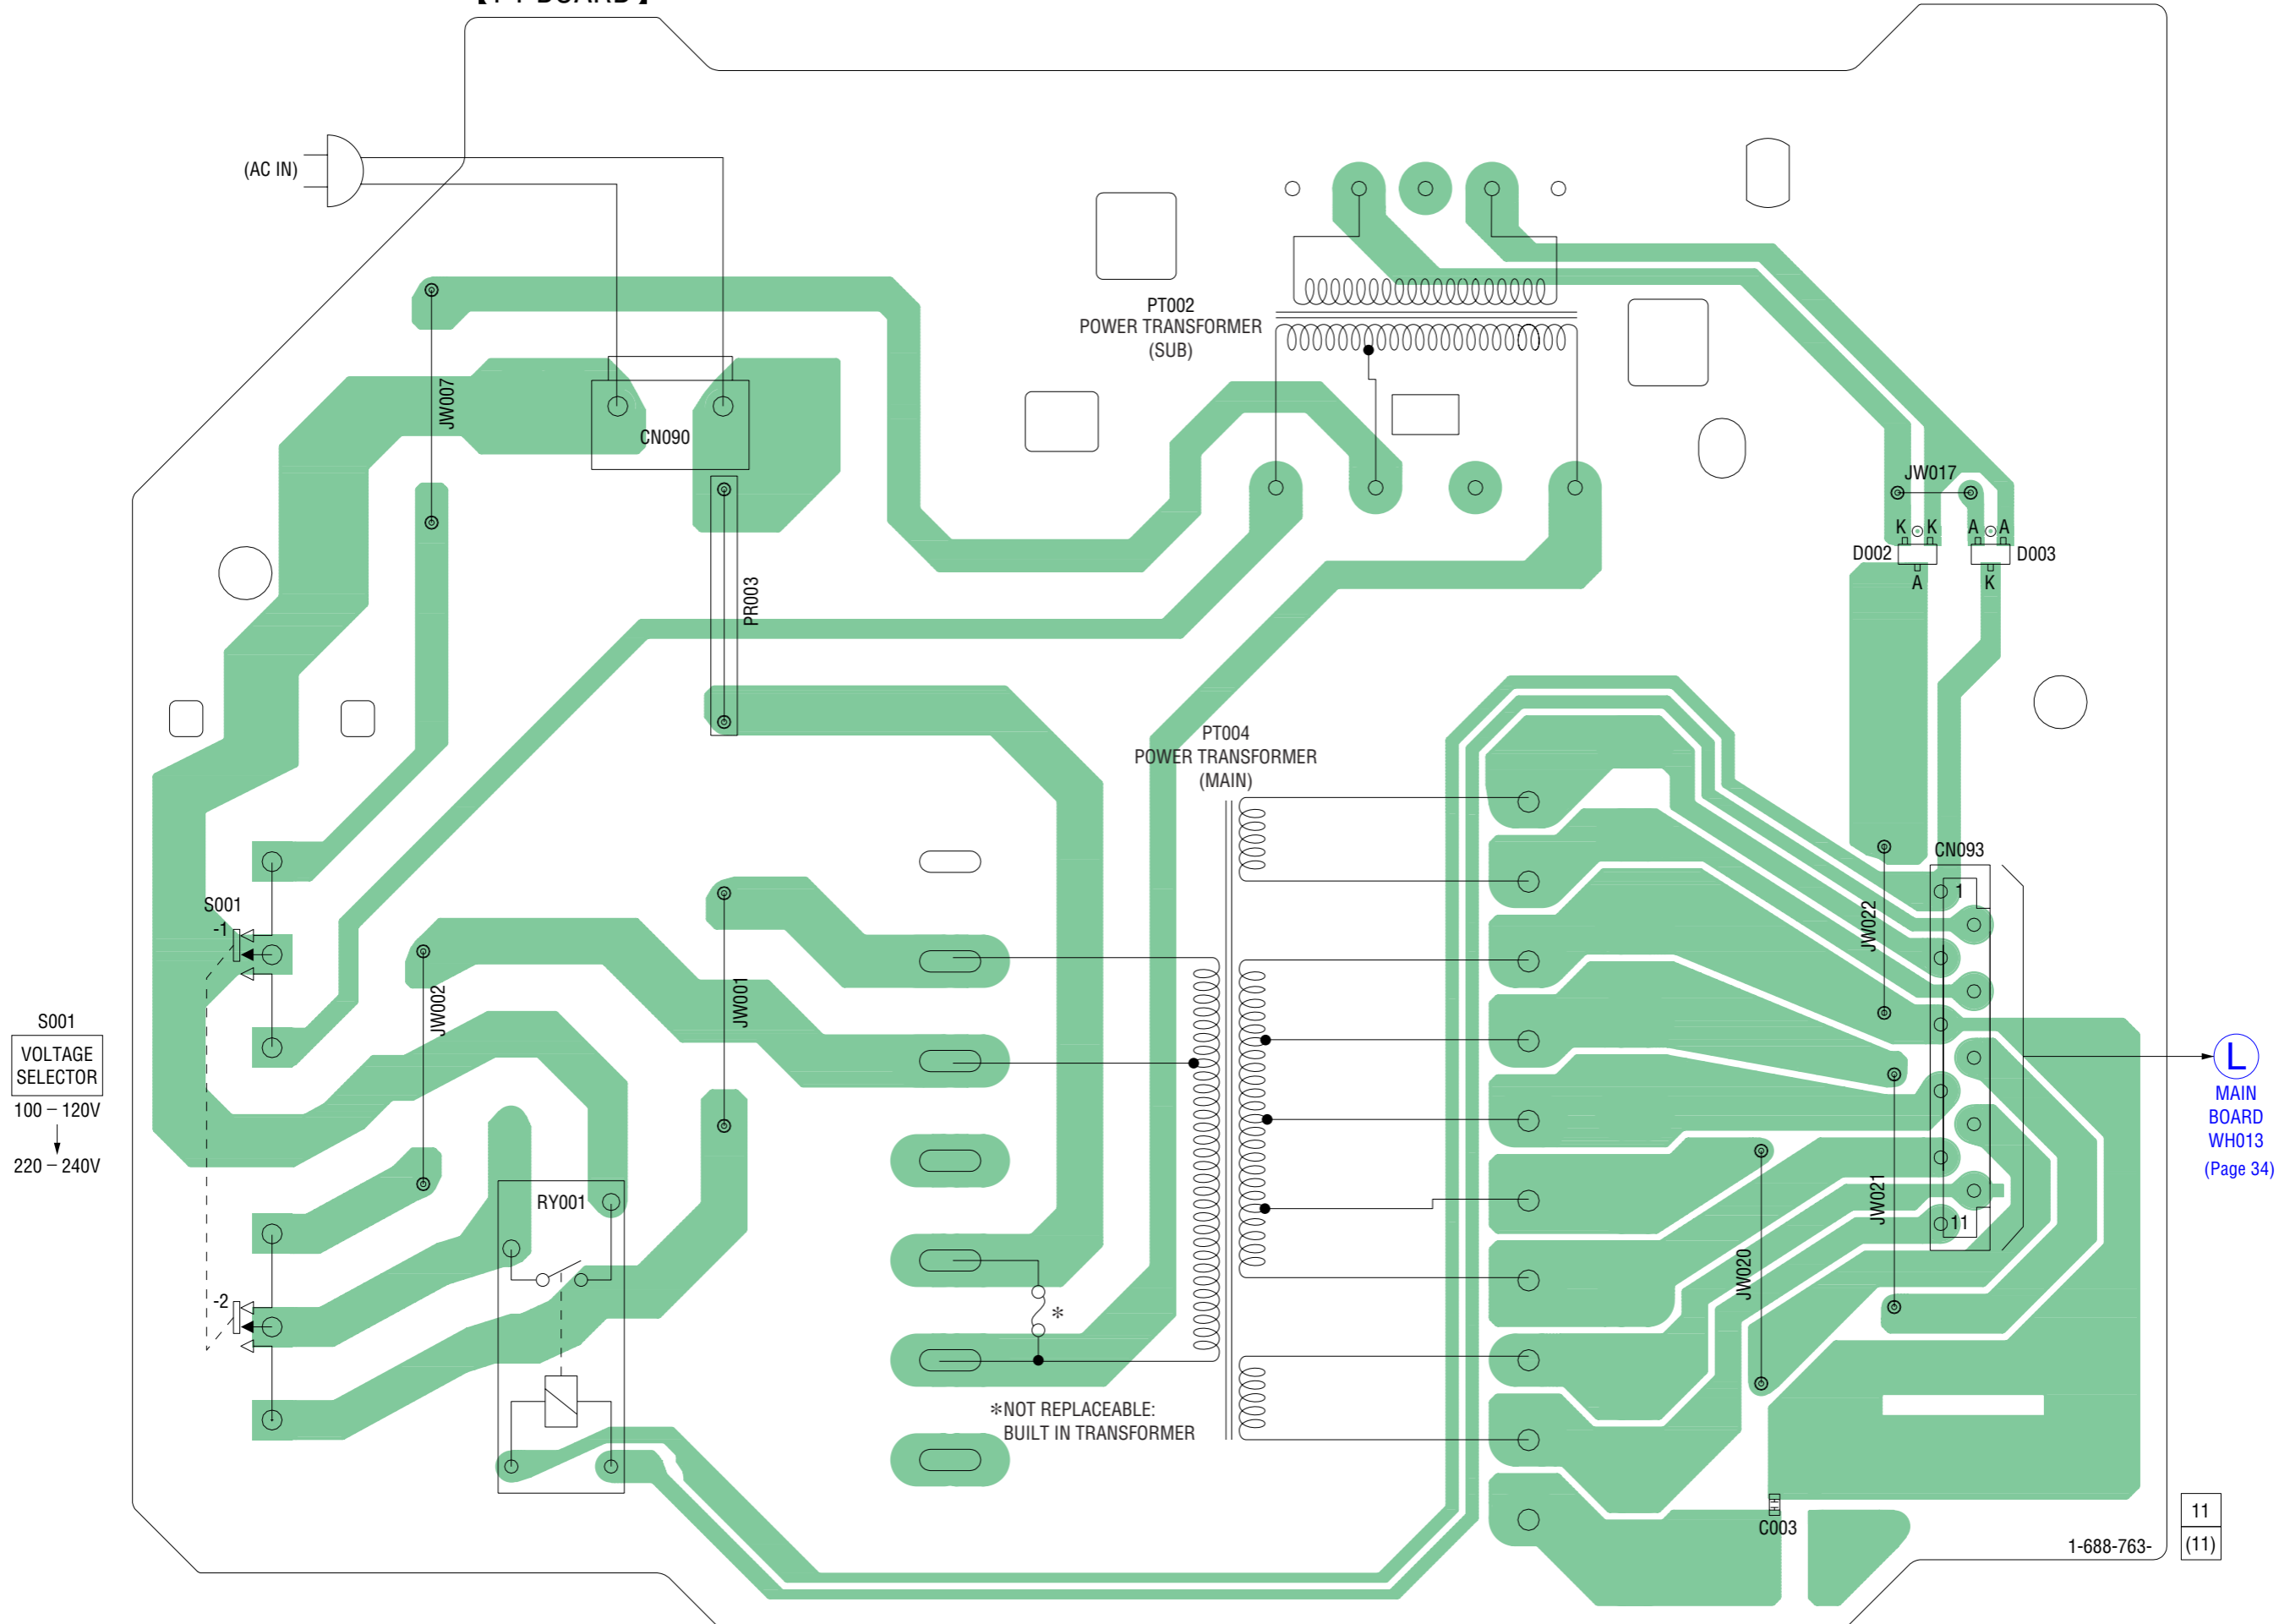 (AC IN)
PT002
POWER TRANSFORMER
(SUB)
JW007
CN090
JW017
K
K
A
A
D002
D003
A
K
PR003
PT004
POWER TRANSFORMER
(MAIN)
CN093
1
S001
-1
JW022
JW002
JW001
S001
VOLTAGE
SELECTOR
100 – 120V
220 – 240V
L
MAIN
BOARD
WH013
(Page 34)
RY001
JW021
11
JW020
-2
*
*NOT REPLACEABLE:
BUILT IN TRANSFORMER
C003
1-688-763-
11
(11)